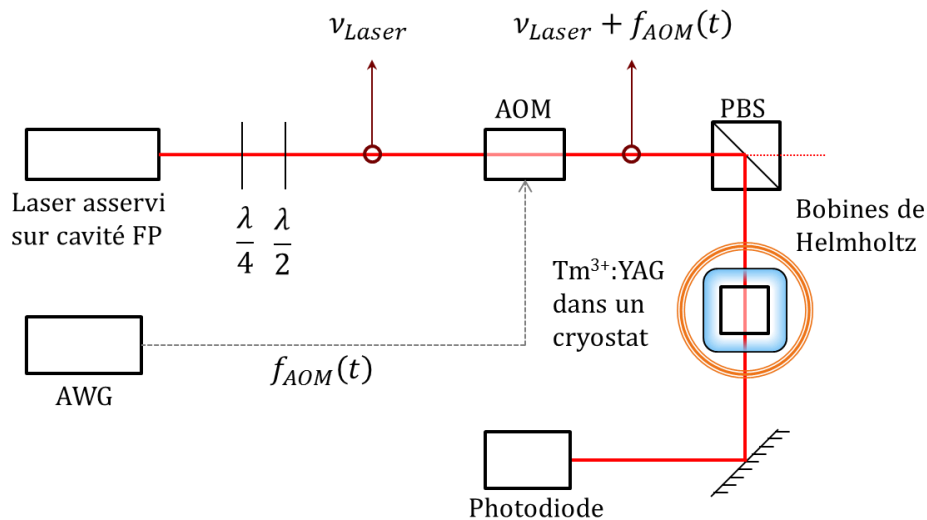 ν_Laser
ν_Laser + f_AOM(t)
AOM
PBS
Laser asservi
sur cavité FP
λ/4
λ/2
Bobines de
Helmholtz
Tm³⁺:YAG
dans un
cryostat
f_AOM(t)
AWG
Photodiode